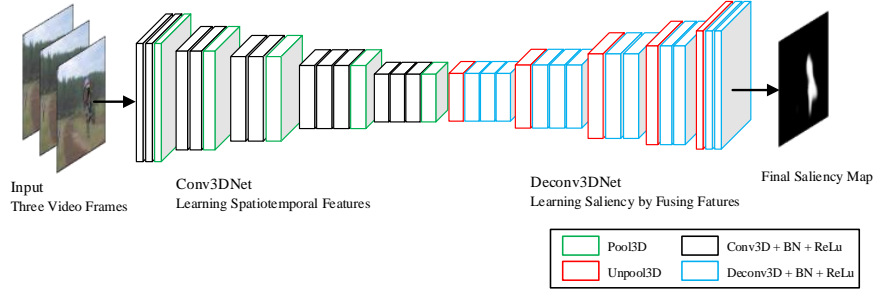 Input
Three Video Frames
Conv3DNet
Learning Spatiotemporal Features
Deconv3DNet
Learning Saliency by Fusing Fatures
Final Saliency Map
Pool3D
Conv3D + BN + ReLu
Unpool3D
Deconv3D + BN + ReLu